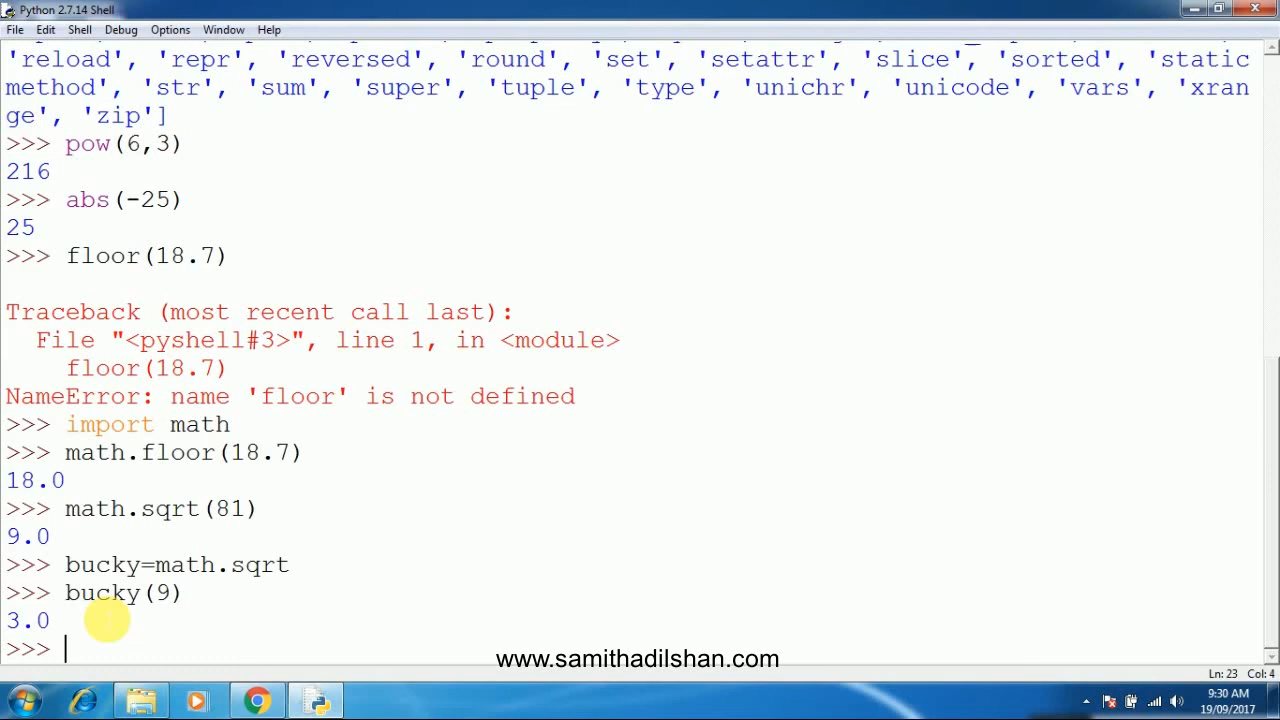 Python 2.7.14 Shell
File Edit Shell Debug Options Window Help
'reload', 'repr', 'reversed', 'round', 'set', 'setattr', 'slice', 'sorted', 'static
method', 'str', 'sum', 'super', 'tuple', 'type', 'unichr', 'unicode', 'vars', 'xran
ge', 'zip']
>>> pow(6,3)
216
>>> abs(-25)
25
>>> floor(18.7)
Traceback (most recent call last):
  File "<pyshell#3>", line 1, in <module>
    floor(18.7)
NameError: name 'floor' is not defined
>>> import math
>>> math.floor(18.7)
18.0
>>> math.sqrt(81)
9.0
>>> bucky=math.sqrt
>>> bucky(9)
3.0
>>>
www.samithadilshan.com
Ln: 23 Col: 4
9:30 AM
19/09/2017